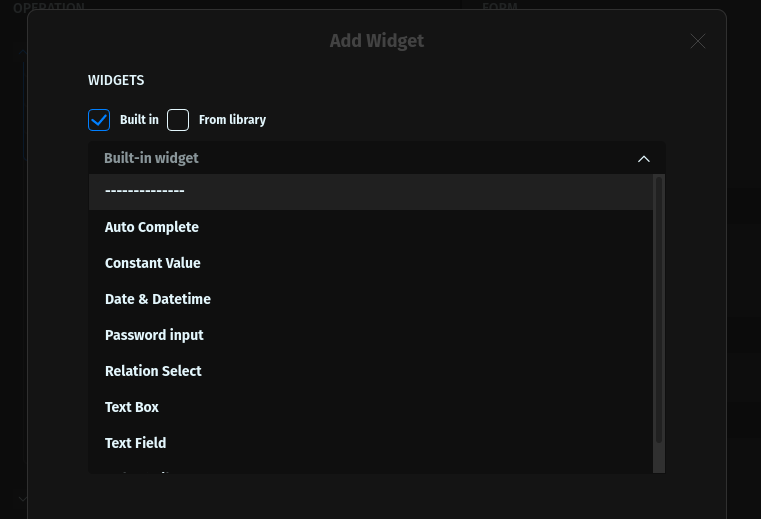 OPERATION
FORM
Add Widget
WIDGETS
Built in
From library
Built-in widget
--------------
Auto Complete
Constant Value
Date & Datetime
Password input
Relation Select
Text Box
Text Field